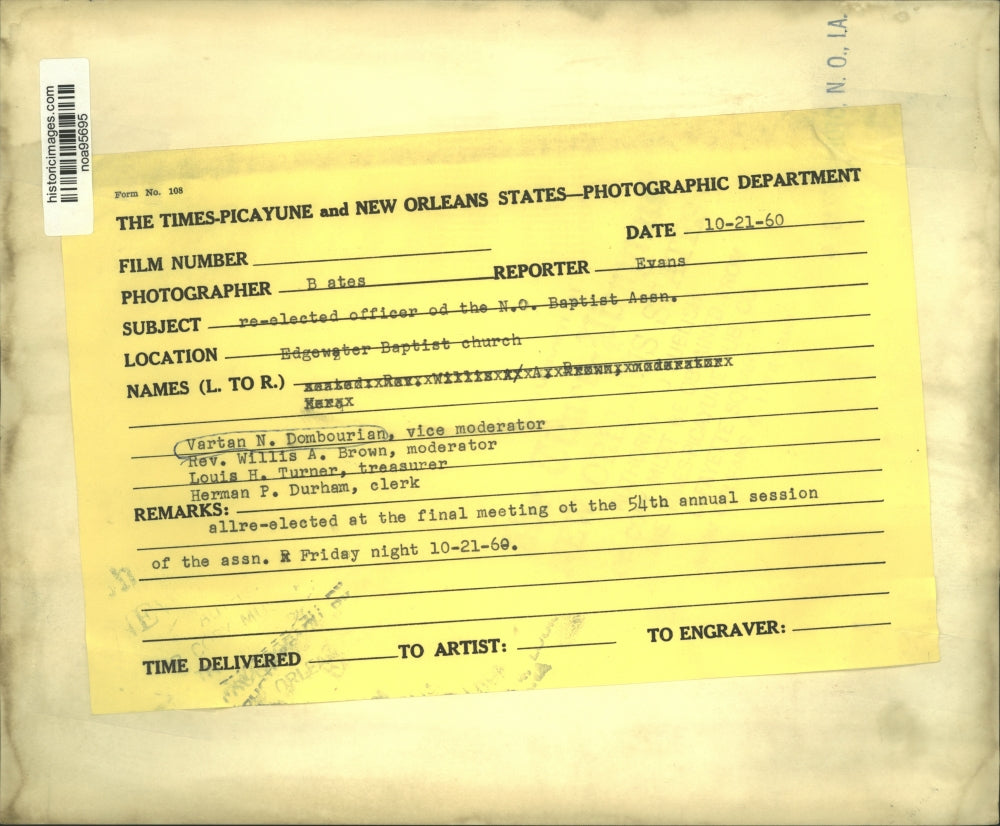 N. O., LA.
historicimages.com
noa95695
Form No. 108
THE TIMES-PICAYUNE and NEW ORLEANS STATES—PHOTOGRAPHIC DEPARTMENT
DATE 10-21-60
FILM NUMBER
PHOTOGRAPHER B ates REPORTER Evans
SUBJECT re-elected officer od the N.O. Baptist Assn.
LOCATION Edgewater Baptist church
NAMES (L. TO R.)
Vartan N. Dombourian, vice moderator
Rev. Willis A. Brown, moderator
Louis H. Turner, treasurer
Herman P. Durham, clerk
REMARKS:
allre-elected at the final meeting ot the 54th annual session
of the assn. Friday night 10-21-60.
TIME DELIVERED TO ARTIST: TO ENGRAVER: